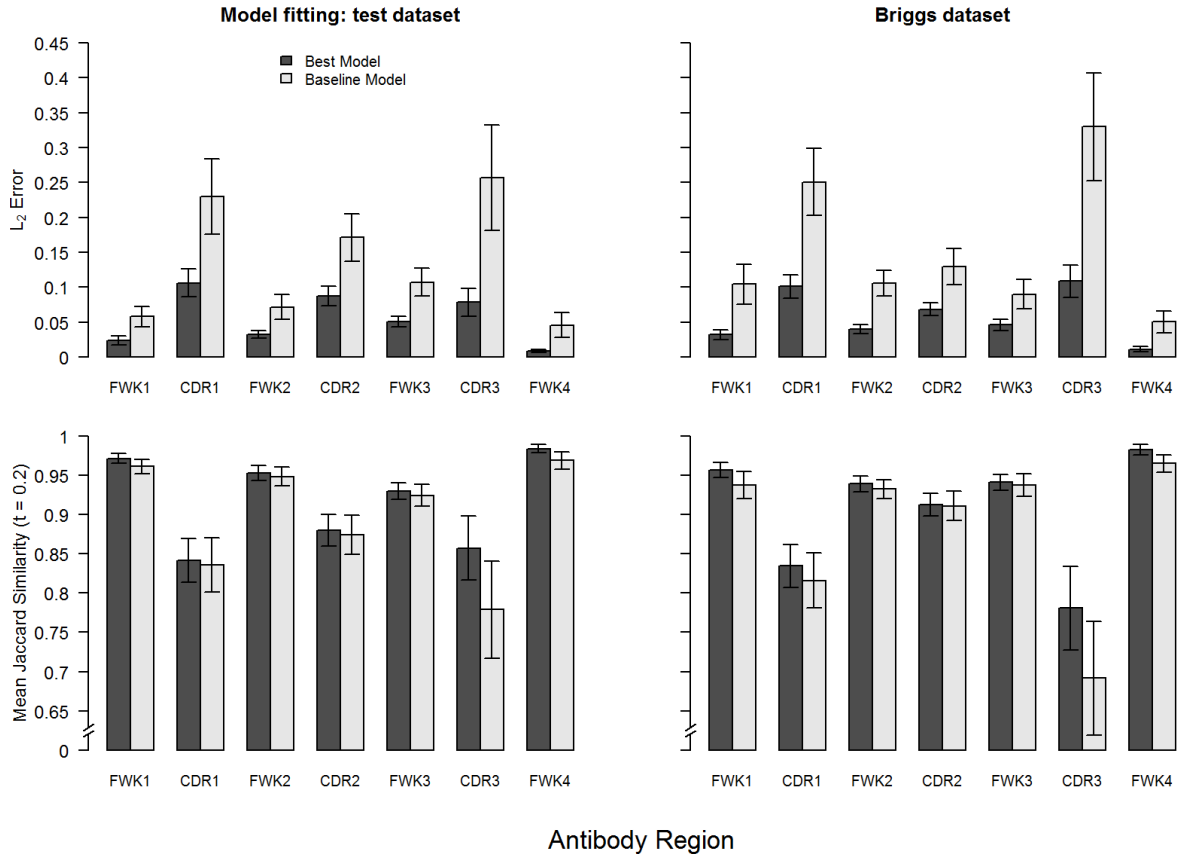 Model fitting: test dataset
Briggs dataset
L2 Error
0.45
0.4
0.35
0.3
0.25
0.2
0.15
0.1
0.05
0
Best Model
Baseline Model
FWK1 CDR1 FWK2 CDR2 FWK3 CDR3 FWK4
FWK1 CDR1 FWK2 CDR2 FWK3 CDR3 FWK4
Mean Jaccard Similarity (t = 0.2)
1
0.95
0.9
0.85
0.8
0.75
0.7
0.65
0
FWK1 CDR1 FWK2 CDR2 FWK3 CDR3 FWK4
FWK1 CDR1 FWK2 CDR2 FWK3 CDR3 FWK4
Antibody Region